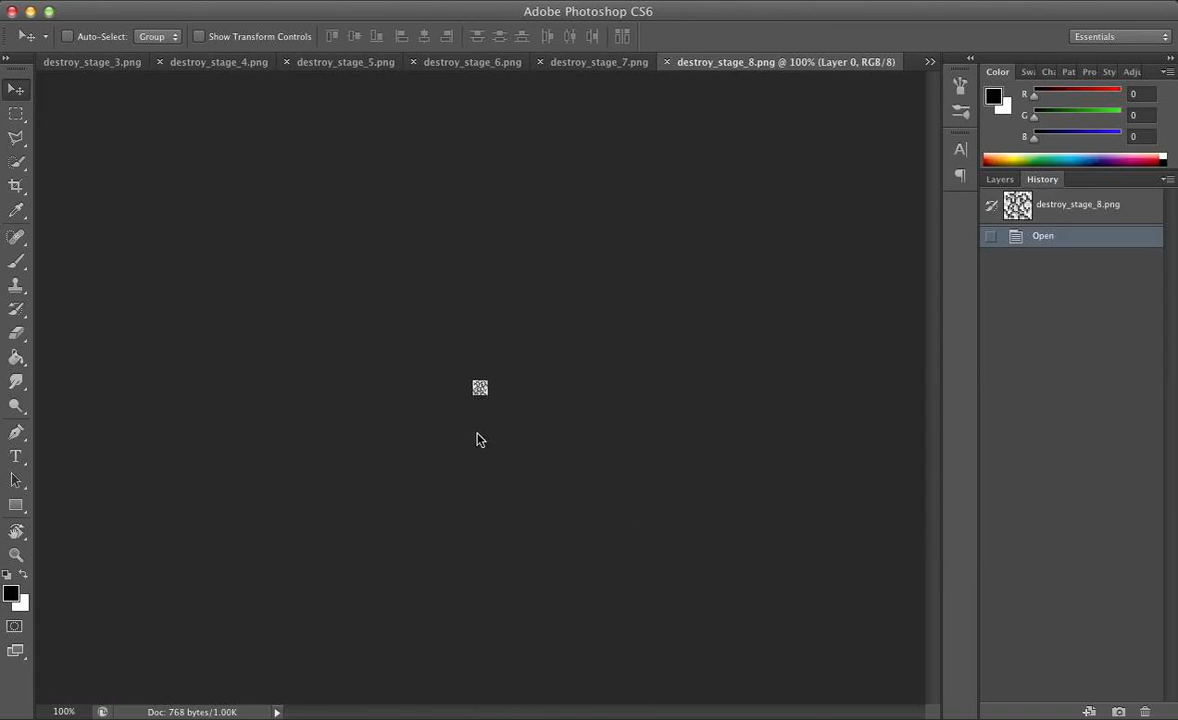 Adobe Photoshop CS6
Auto-Select: Group Show Transform Controls Essentials
destroy_stage_3.png destroy_stage_4.png destroy_stage_5.png destroy_stage_6.png destroy_stage_7.png destroy_stage_8.png @ 100% (Layer 0, RGB/8)
Color Sw Cha Pat Pro Sty Adju
R 0
G 0
B 0
Layers History
destroy_stage_8.png
Open
A
T
100% Doc: 768 bytes/1.00K